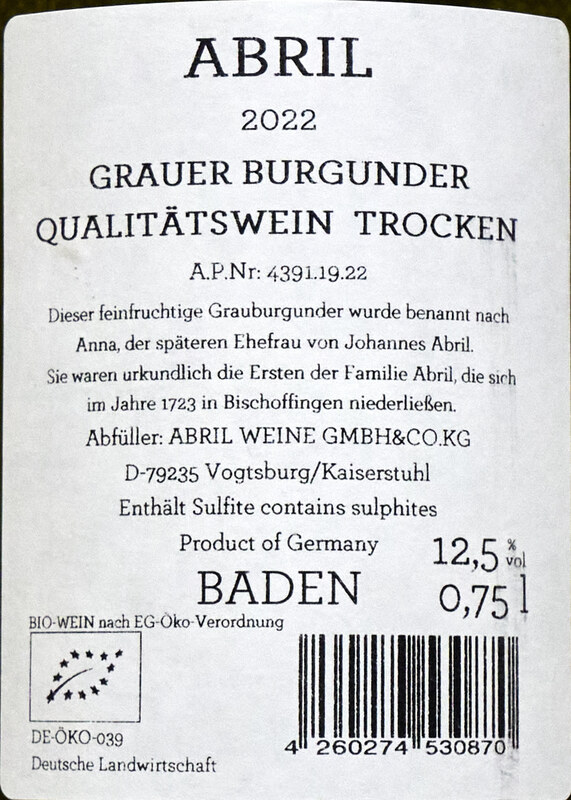 ABRIL
2022
GRAUER BURGUNDER
QUALITÄTSWEIN TROCKEN
A.P.Nr: 4391.19.22
Dieser feinfruchtige Grauburgunder wurde benannt nach
Anna, der späteren Ehefrau von Johannes Abril.
Sie waren urkundlich die Ersten der Familie Abril, die sich
im Jahre 1723 in Bischoffingen niederließen.
Abfüller: ABRIL WEINE GMBH&CO.KG
D-79235 Vogtsburg/Kaiserstuhl
Enthält Sulfite contains sulphites
Product of Germany
12,5 % vol
BADEN
0,75 l
BIO-WEIN nach EG-Öko-Verordnung
DE-ÖKO-039
Deutsche Landwirtschaft
4 260274 530870